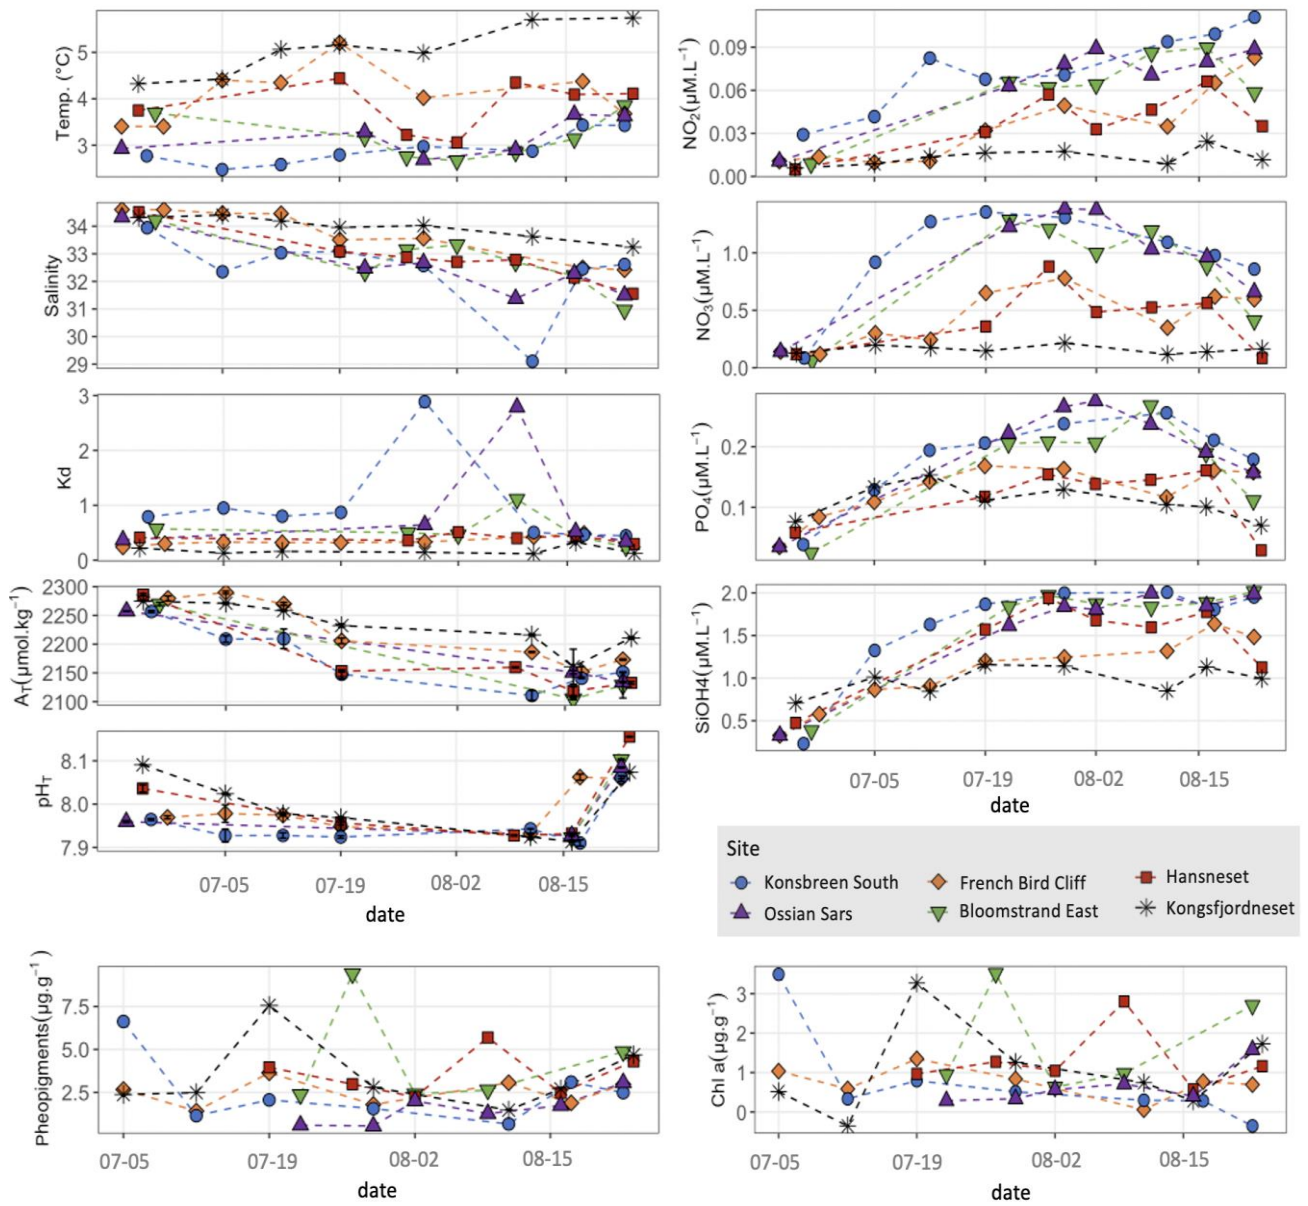 Temp. (°C)
5
4
3
Salinity
34
33
32
31
30
29
Kd
3
2
1
0
A_T(µmol.kg⁻¹)
2300
2250
2200
2150
2100
pH_T
8.1
8.0
7.9
07-05 07-19 08-02 08-15
date
NO₂(µM.L⁻¹)
0.09
0.06
0.03
0.00
NO₃(µM.L⁻¹)
1.0
0.5
0.0
PO₄(µM.L⁻¹)
0.2
0.1
SiOH4(µM.L⁻¹)
2.0
1.5
1.0
0.5
07-05 07-19 08-02 08-15
date
Site
Konsbreen South French Bird Cliff Hansneset
Ossian Sars Bloomstrand East Kongsfjordneset
Pheopigments(µg.g⁻¹)
7.5
5.0
2.5
07-05 07-19 08-02 08-15
date
Chl a(µg.g⁻¹)
3
2
1
0
07-05 07-19 08-02 08-15
date